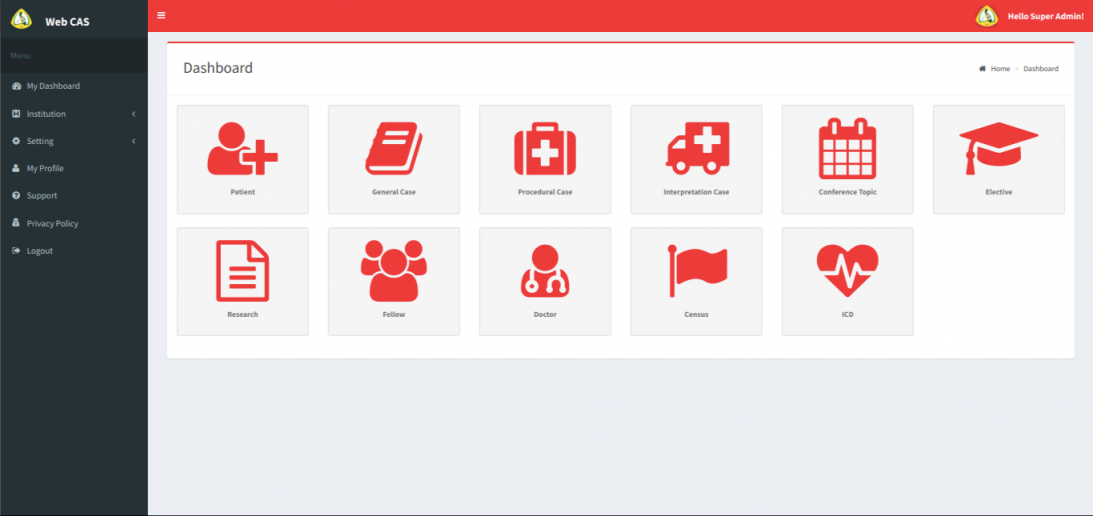 Web CAS
Hello Super Admin!
Menu
My Dashboard
Institution
Setting
My Profile
Support
Privacy Policy
Logout
Dashboard
Home > Dashboard
Patient
General Case
Procedural Case
Interpretation Case
Conference Topic
Elective
Research
Fellow
Doctor
Census
ICD